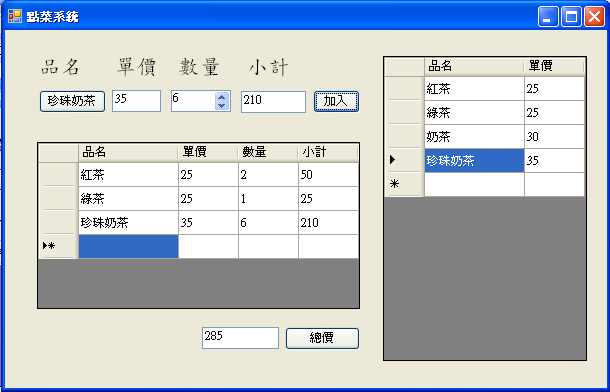 點菜系統
品名 單價 數量 小計
珍珠奶茶 35 6 210 加入
品名 單價 數量 小計
紅茶 25 2 50
綠茶 25 1 25
珍珠奶茶 35 6 210
285 總價
品名 單價
紅茶 25
綠茶 25
奶茶 30
珍珠奶茶 35